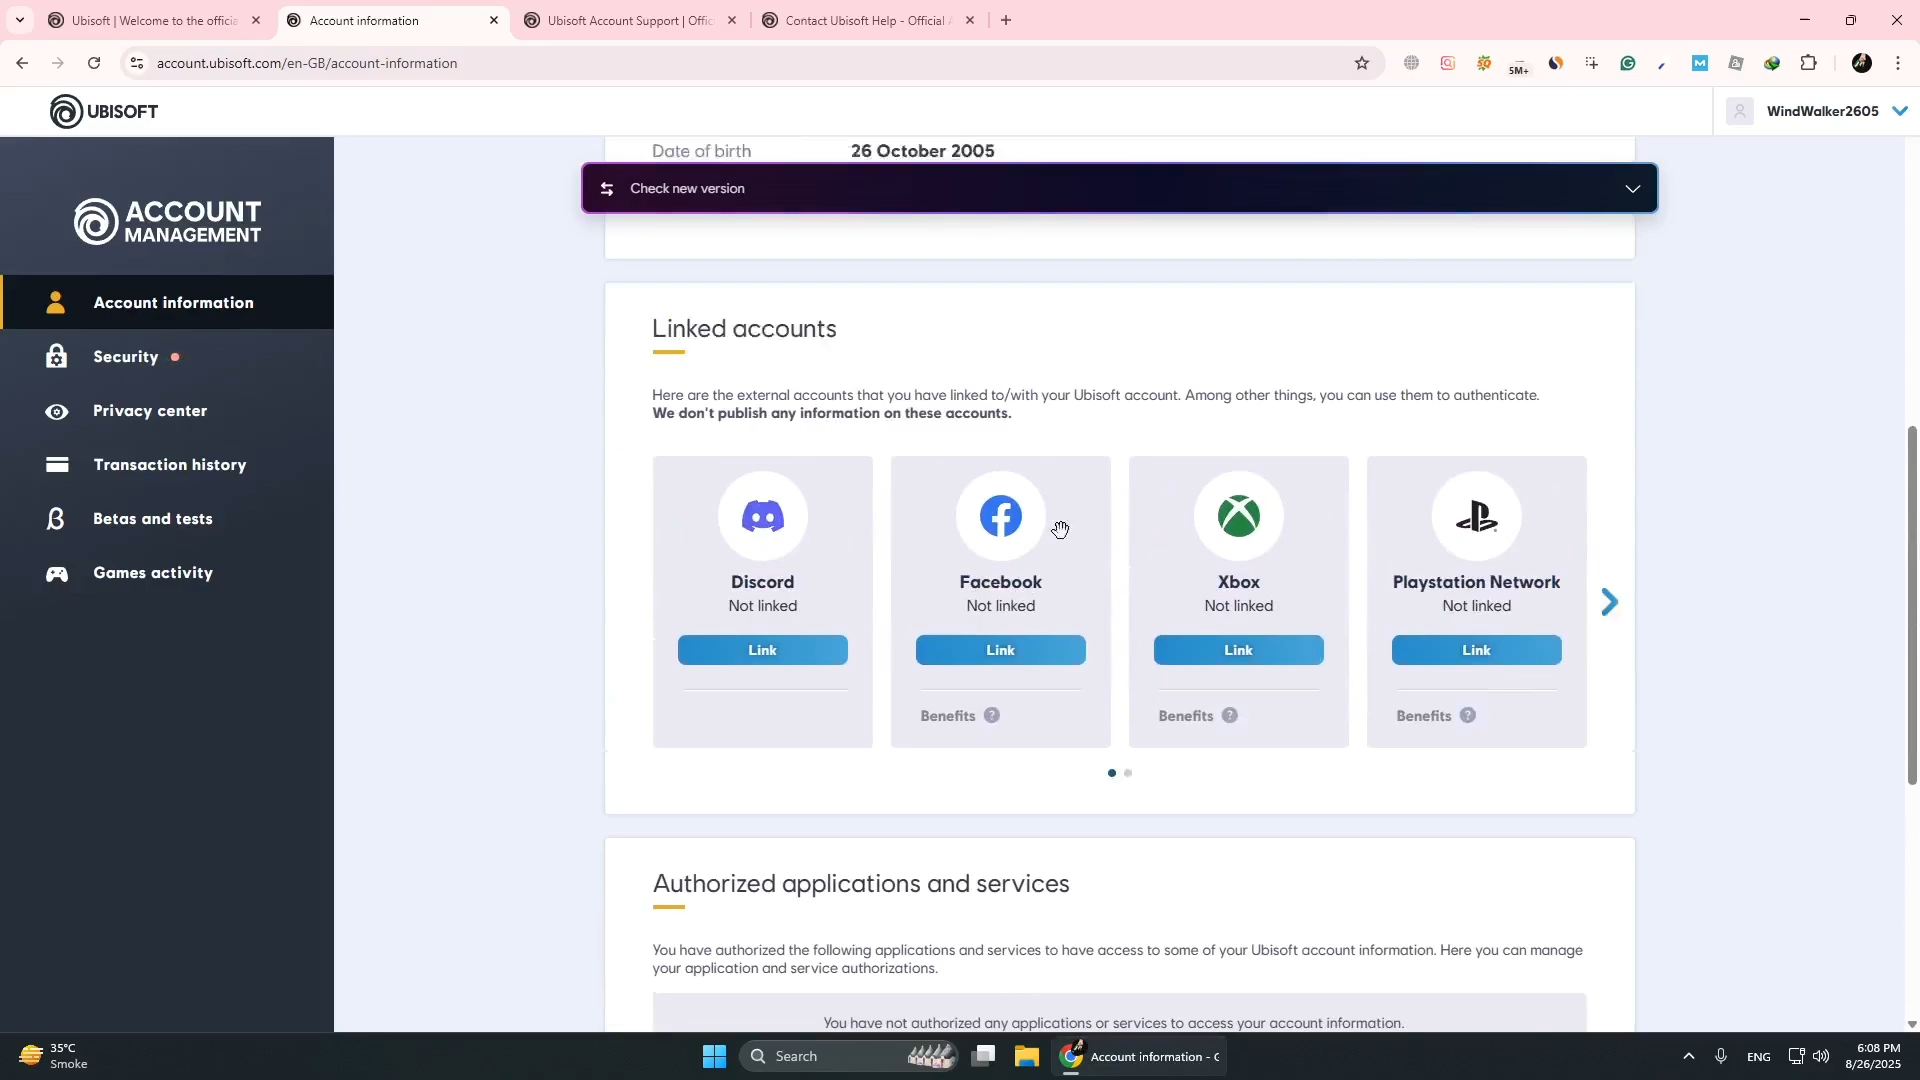 Ubisoft | Welcome to the officia
Account information
Ubisoft Account Support | Offic
Contact Ubisoft Help - Official
account.ubisoft.com/en-GB/account-information
5M+
UBISOFT
WindWalker2605
ACCOUNT
MANAGEMENT
Account information
Security
Privacy center
Transaction history
Betas and tests
Games activity
Date of birth
26 October 2005
Check new version
Linked accounts
Here are the external accounts that you have linked to/with your Ubisoft account. Among other things, you can use them to authenticate.
We don't publish any information on these accounts.
Discord
Not linked
Link
Facebook
Not linked
Link
Benefits ?
Xbox
Not linked
Link
Benefits ?
Playstation Network
Not linked
Link
Benefits ?
Authorized applications and services
You have authorized the following applications and services to have access to some of your Ubisoft account information. Here you can manage
your application and service authorizations.
You have not authorized any applications or services to access your account information.
35°C
Smoke
Search
Account information - G
ENG
6:08 PM
8/26/2025